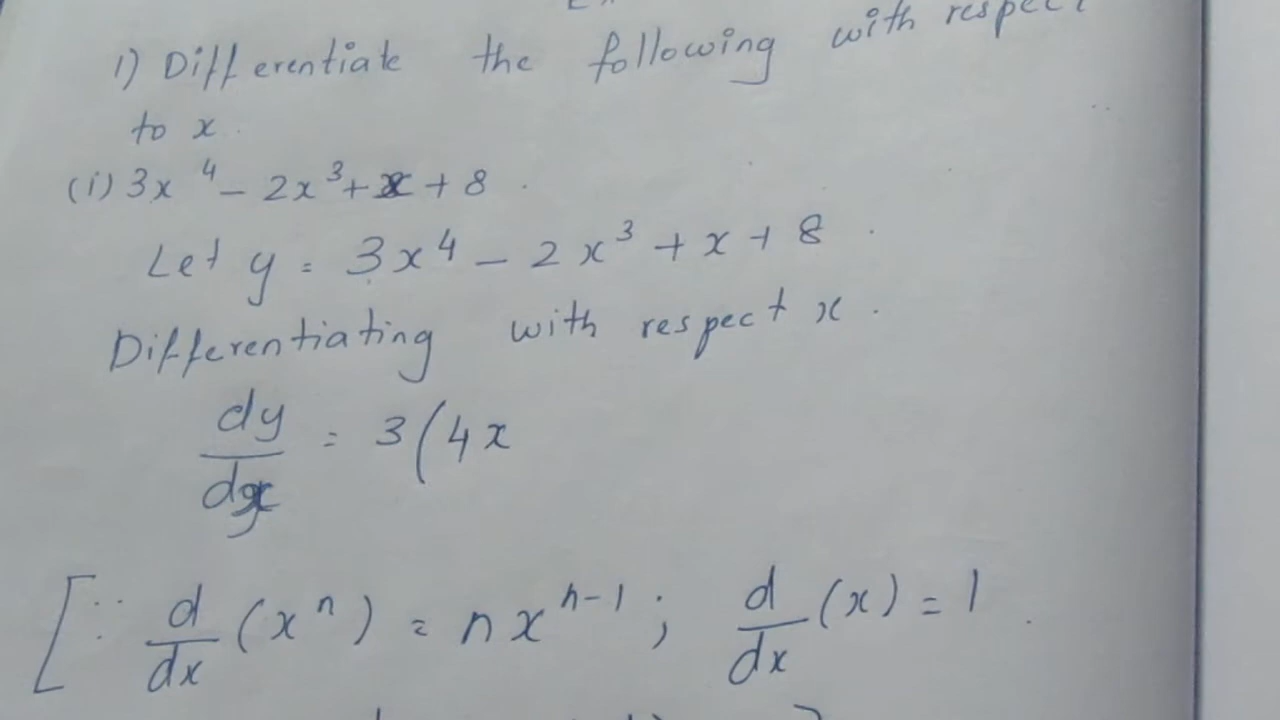 1) Differentiate the following with respect
to x.
(i) 3x⁴ - 2x³ + x + 8.
Let y = 3x⁴ - 2x³ + x + 8.
Differentiating with respect x.
dy/dx = 3(4x
[∵ d/dx (xⁿ) = nxⁿ⁻¹; d/dx (x) = 1.